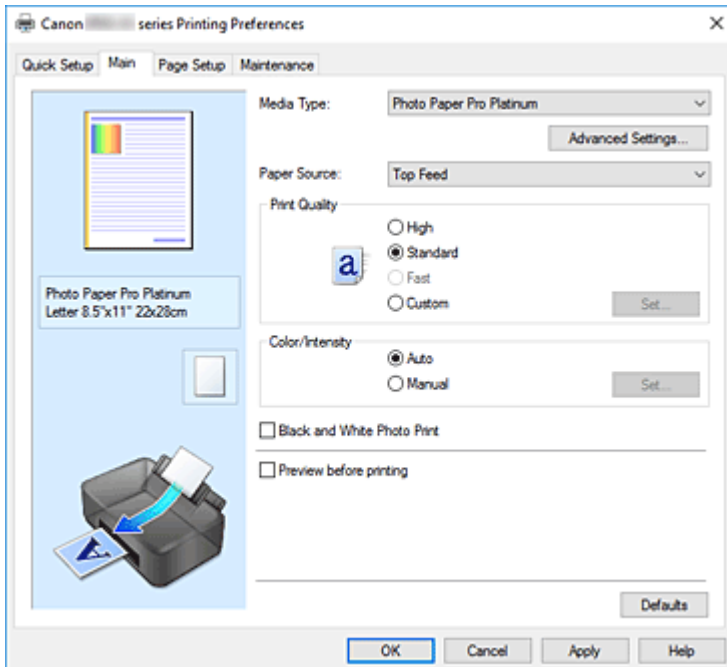 Canon series Printing Preferences
Quick Setup Main Page Setup Maintenance
Media Type: Photo Paper Pro Platinum
Advanced Settings...
Paper Source: Top Feed
Print Quality
High
a Standard
Fast
Custom Set...
Photo Paper Pro Platinum
Letter 8.5"x11" 22x28cm
Color/Intensity
Auto
Manual Set...
Black and White Photo Print
Preview before printing
A
Defaults
OK Cancel Apply Help